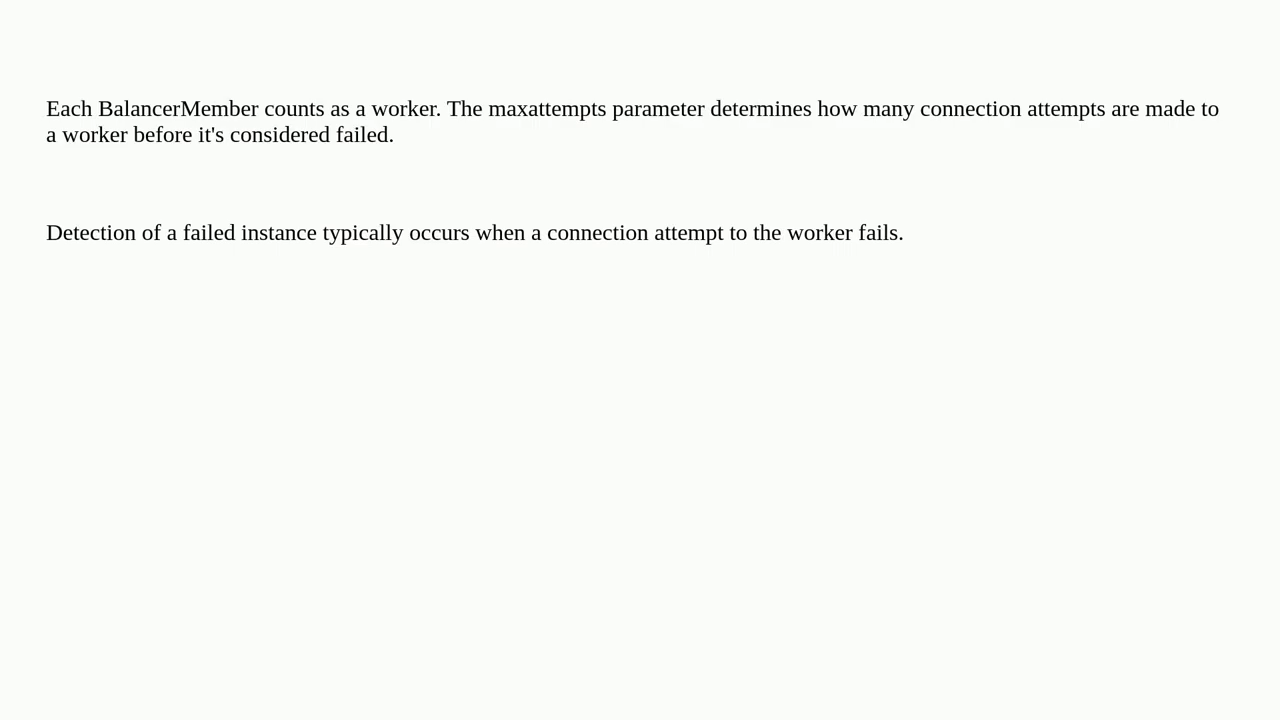 Each BalancerMember counts as a worker. The maxattempts parameter determines how many connection attempts are made to
a worker before it's considered failed.
Detection of a failed instance typically occurs when a connection attempt to the worker fails.